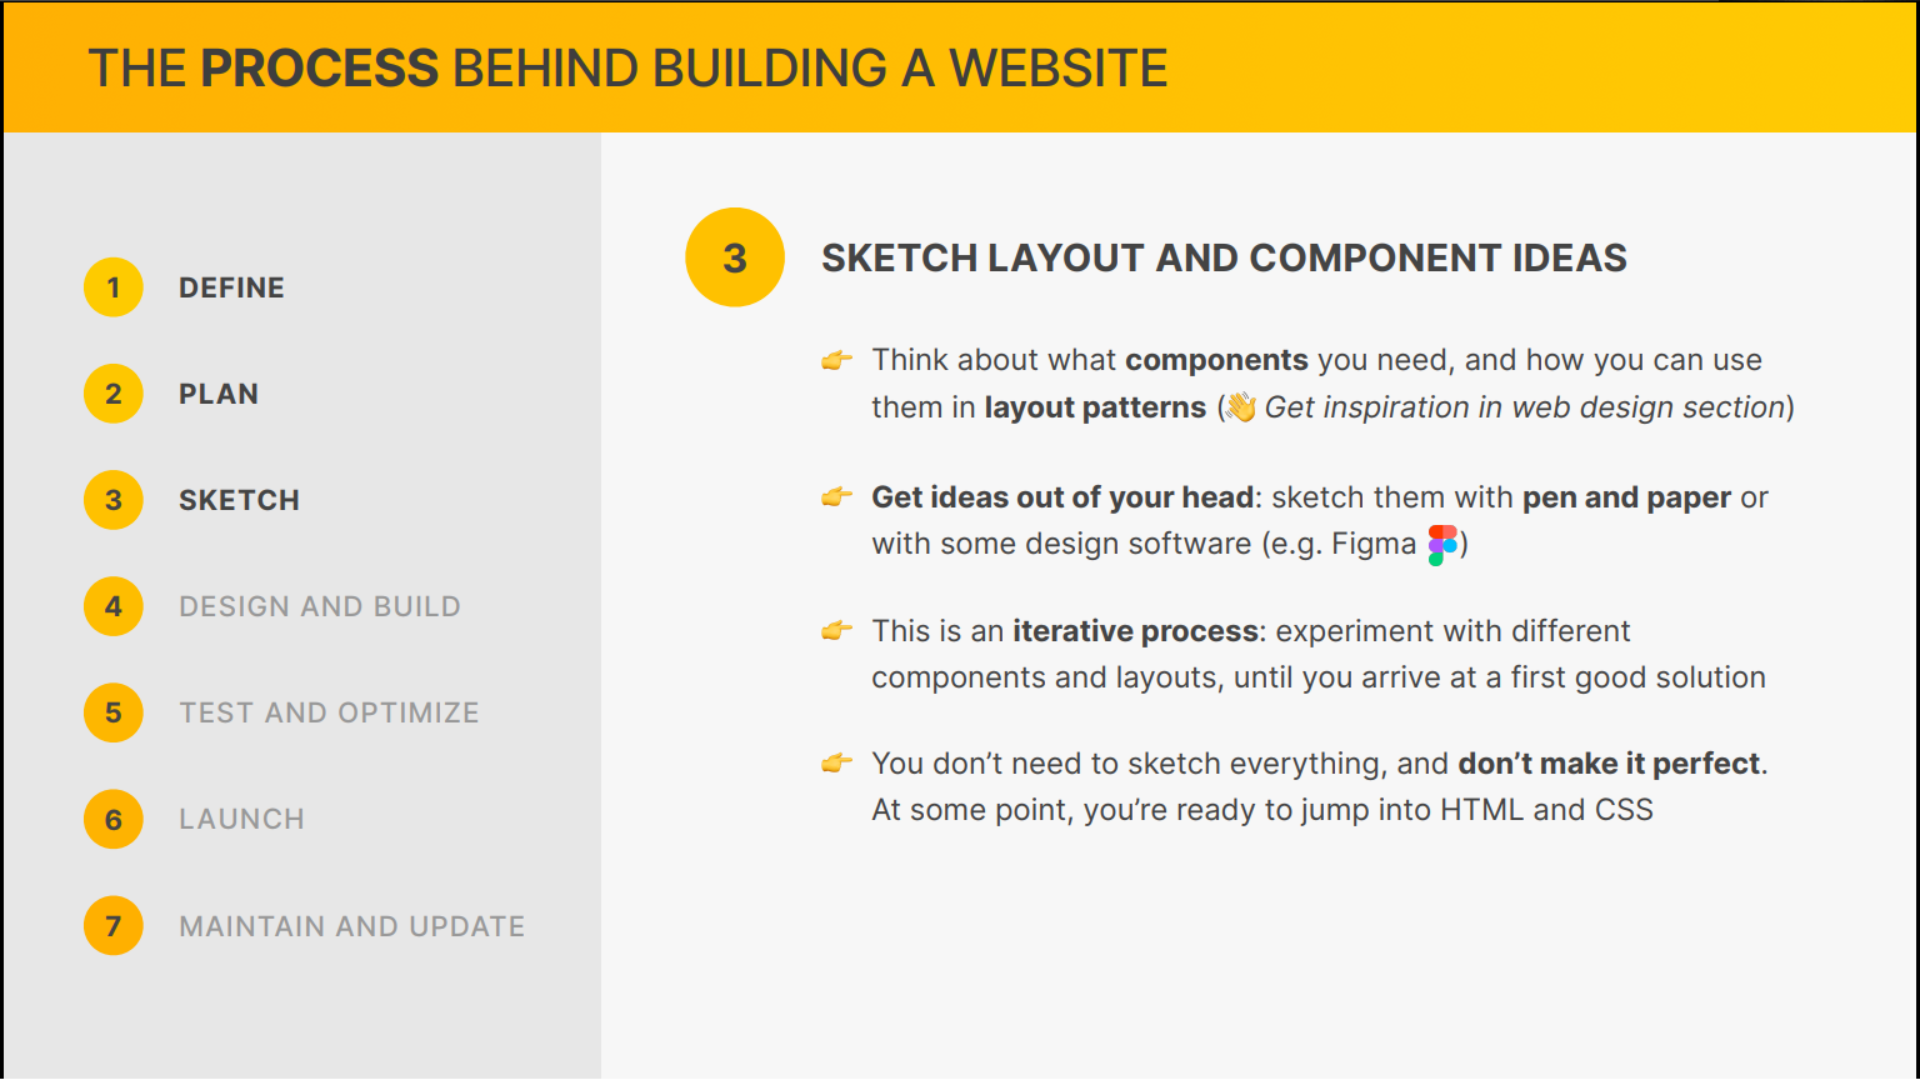 THE PROCESS BEHIND BUILDING A WEBSITE
1 DEFINE
2 PLAN
3 SKETCH
4 DESIGN AND BUILD
5 TEST AND OPTIMIZE
6 LAUNCH
7 MAINTAIN AND UPDATE
3 SKETCH LAYOUT AND COMPONENT IDEAS
👉 Think about what components you need, and how you can use
them in layout patterns (👋 Get inspiration in web design section)
👉 Get ideas out of your head: sketch them with pen and paper or
with some design software (e.g. Figma )
👉 This is an iterative process: experiment with different
components and layouts, until you arrive at a first good solution
👉 You don’t need to sketch everything, and don’t make it perfect.
At some point, you’re ready to jump into HTML and CSS